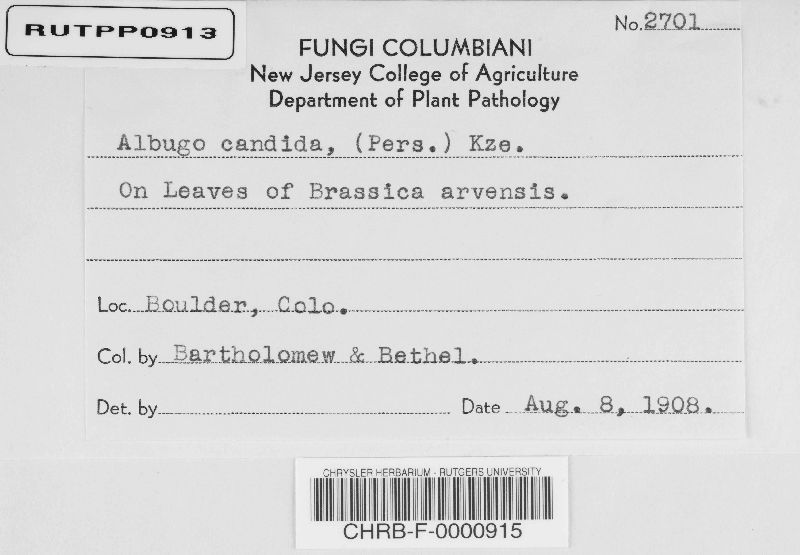 RUTPP0913
No. 2701
FUNGI COLUMBIANI
New Jersey College of Agriculture
Department of Plant Pathology
Albugo candida, (Pers.) Kze.
On Leaves of Brassica arvensis.
Loc. Boulder, Colo.
Col. by Bartholomew & Bethel.
Det. by Date Aug. 8, 1908.
CHRYSLER HERBARIUM - RUTGERS UNIVERSITY
CHRB-F-0000915